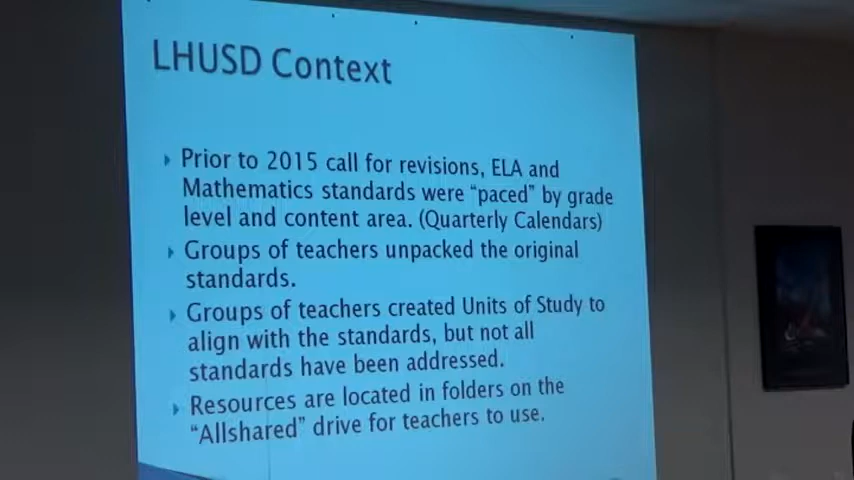 LHUSD Context
Prior to 2015 call for revisions, ELA and
Mathematics standards were “paced” by grade
level and content area. (Quarterly Calendars)
Groups of teachers unpacked the original
standards.
Groups of teachers created Units of Study to
align with the standards, but not all
standards have been addressed.
Resources are located in folders on the
“Allshared” drive for teachers to use.